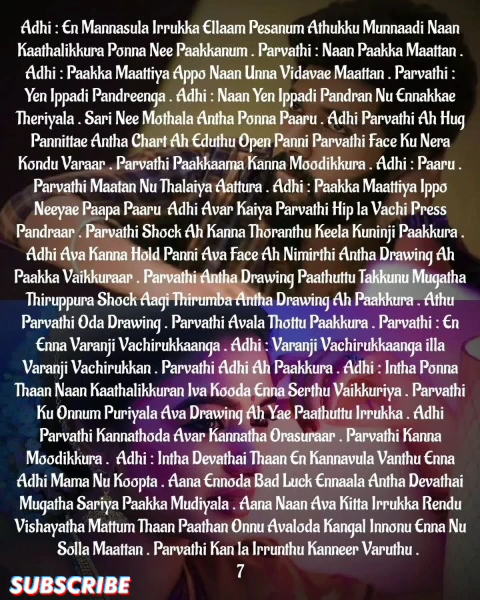 Adhi : En Mannasula Irrukka Ellaam Pesanum Athukku Munnaadi Naan
Kaathalikkura Ponna Nee Paakkanum . Parvathi : Naan Paakka Maattan .
Adhi : Paakka Maattiya Appo Naan Unna Vidavae Maattan . Parvathi :
Yen Ippadi Pandreenga . Adhi : Naan Yen Ippadi Pandran Nu Ennakkae
Theriyala . Sari Nee Mothala Antha Ponna Paaru . Adhi Parvathi Ah Hug
Pannittae Antha Chart Ah Eduthu Open Panni Parvathi Face Ku Nera
Kondu Varaar . Parvathi Paakkaama Kanna Moodikkura . Adhi : Paaru .
Parvathi Maatan Nu Thalaiya Aattura . Adhi : Paakka Maattiya Ippo
Neeyae Paapa Paaru Adhi Avar Kaiya Parvathi Hip la Vachi Press
Pandraar . Parvathi Shock Ah Kanna Thoranthu Keela Kuninji Paakkura .
Adhi Ava Kanna Hold Panni Ava Face Ah Nimirthi Antha Drawing Ah
Paakka Vaikkuraar . Parvathi Antha Drawing Paathuttu Takkunu Mugatha
Thiruppura Shock Aagi Thirumba Antha Drawing Ah Paakkura . Athu
Parvathi Oda Drawing . Parvathi Avala Thottu Paakkura . Parvathi : En
Enna Varanji Vachirukkaanga . Adhi : Varanji Vachirukkaanga illa
Varanji Vachirukkan . Parvathi Adhi Ah Paakkura . Adhi : Intha Ponna
Thaan Naan Kaathalikkuran Iva Kooda Enna Serthu Vaikkuriya . Parvathi
Ku Onnum Puriyala Ava Drawing Ah Yae Paathuttu Irrukka . Adhi
Parvathi Kannathoda Avar Kannatha Orasuraar . Parvathi Kanna
Moodikkura . Adhi : Intha Devathai Thaan En Kannavula Vanthu Enna
Adhi Mama Nu Koopta . Aana Ennoda Bad Luck Ennaala Antha Devathai
Mugatha Sariya Paakka Mudiyala . Aana Naan Ava Kitta Irrukka Rendu
Vishayatha Mattum Thaan Paathan Onnu Avaloda Kangal Innonu Enna Nu
Solla Maattan . Parvathi Kan la Irrunthu Kanneer Varuthu .
7
SUBSCRIBE